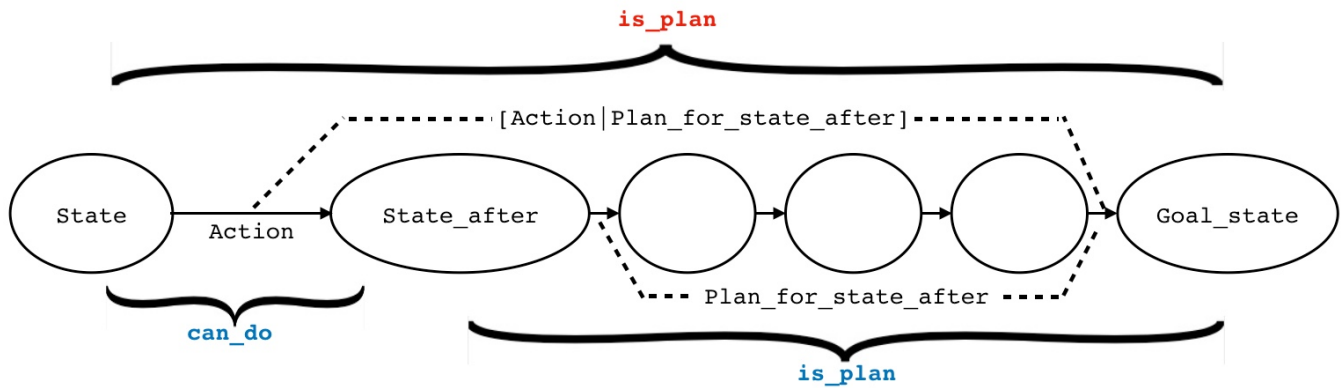 is_plan
[Action|Plan_for_state_after]
State
Action
State_after
Goal_state
Plan_for_state_after
can_do
is_plan